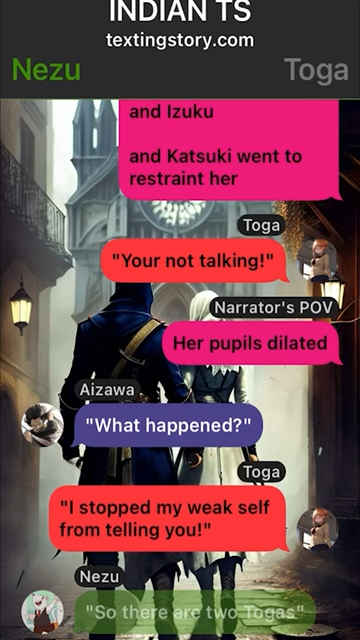 INDIAN TS
textingstory.com
Nezu
Toga
and Izuku
and Katsuki went to
restraint her
Toga
"Your not talking!"
Narrator's POV
Her pupils dilated
Aizawa
"What happened?"
Toga
"I stopped my weak self
from telling you!"
Nezu
"So there are two Togas"